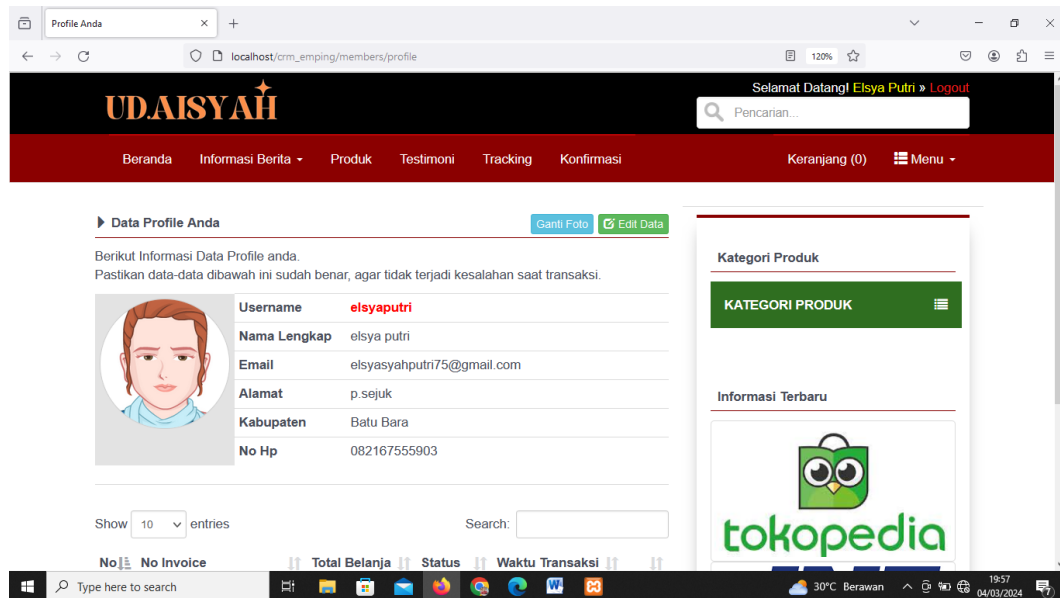 Profile Anda
localhost/crm_emping/members/profile
120%
UD.AISYAH
Selamat Datang! Elsya Putri » Logout
Pencarian...
Beranda Informasi Berita Produk Testimoni Tracking Konfirmasi Keranjang (0) Menu
Data Profile Anda
Ganti Foto Edit Data
Berikut Informasi Data Profile anda.
Pastikan data-data dibawah ini sudah benar, agar tidak terjadi kesalahan saat transaksi.
Username elsyaputri
Nama Lengkap elsya putri
Email elsyasyahputri75@gmail.com
Alamat p.sejuk
Kabupaten Batu Bara
No Hp 082167555903
Show 10 entries
Search:
No No Invoice Total Belanja Status Waktu Transaksi
Kategori Produk
KATEGORI PRODUK
Informasi Terbaru
tokopedia
Type here to search
30°C Berawan
19:57
04/03/2024
7